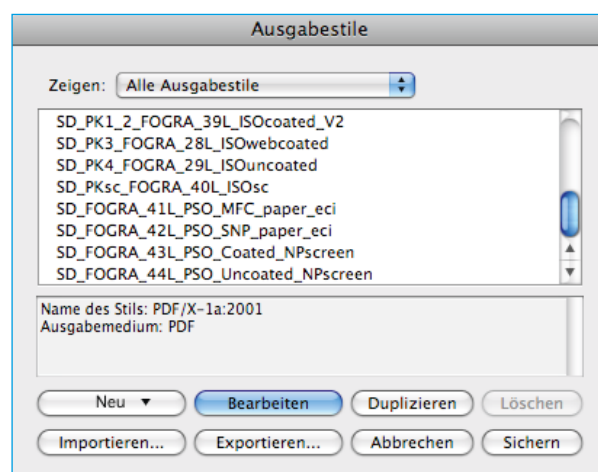 Ausgabestile
Zeigen: Alle Ausgabestile
SD_PK1_2_FOGRA_39L_ISOcoated_V2
SD_PK3_FOGRA_28L_ISOwebcoated
SD_PK4_FOGRA_29L_ISOuncoated
SD_PKsc_FOGRA_40L_ISOsc
SD_FOGRA_41L_PSO_MFC_paper_eci
SD_FOGRA_42L_PSO_SNP_paper_eci
SD_FOGRA_43L_PSO_Coated_NPscreen
SD_FOGRA_44L_PSO_Uncoated_NPscreen
Name des Stils: PDF/X-1a:2001
Ausgabemedium: PDF
Neu Bearbeiten Duplizieren Löschen
Importieren... Exportieren... Abbrechen Sichern